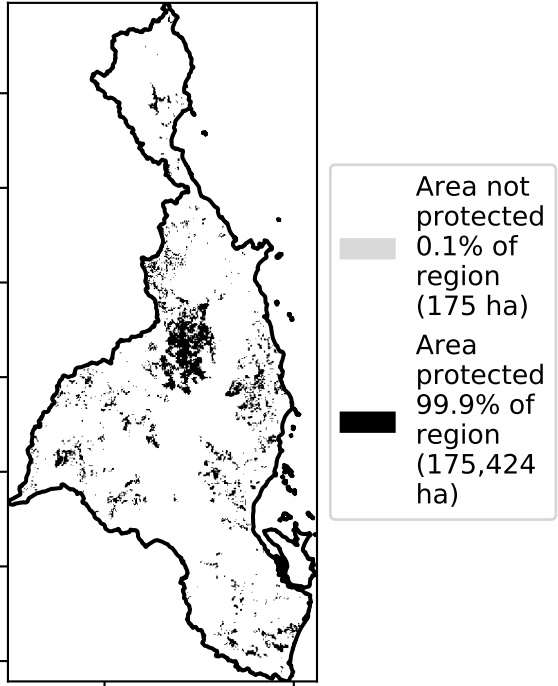 Area not
protected
0.1% of
region
(175 ha)
Area
protected
99.9% of
region
(175,424
ha)